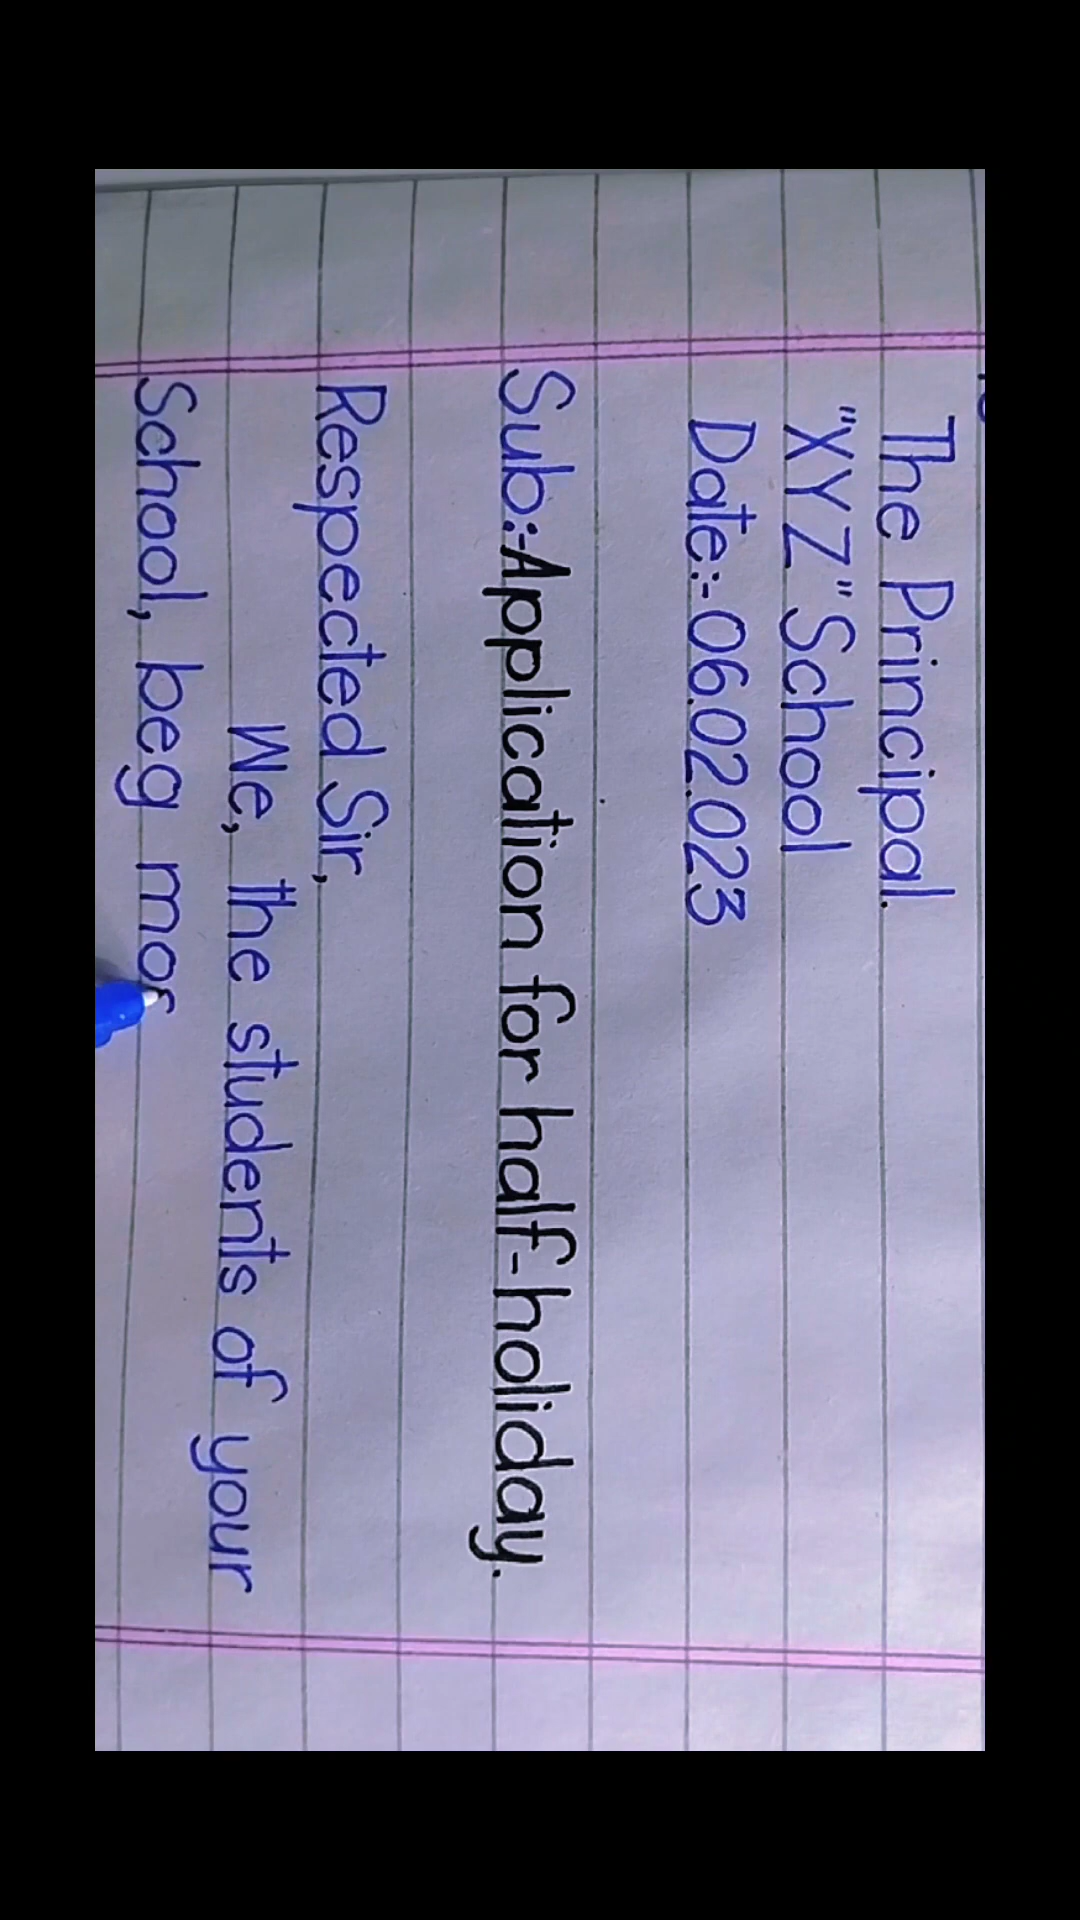 The Principal.
"XYZ" School
Date:-06.02.023
Sub:-Application for half-holiday.
Respected Sir,
We, the students of your
School, beg mos